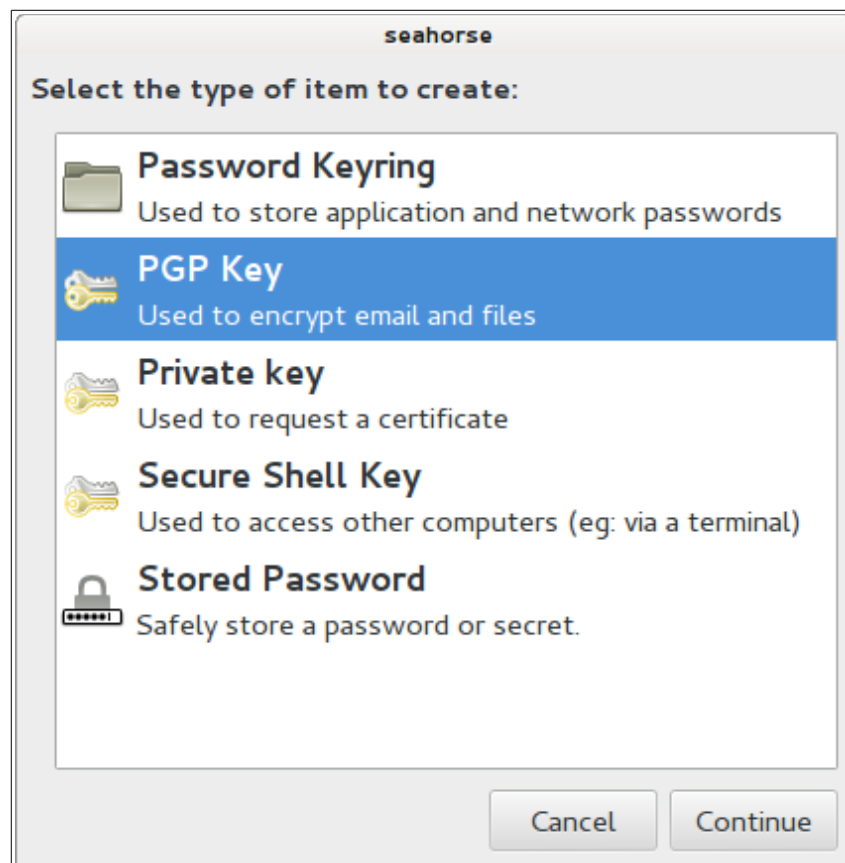 seahorse
Select the type of item to create:
Password Keyring
Used to store application and network passwords
PGP Key
Used to encrypt email and files
Private key
Used to request a certificate
Secure Shell Key
Used to access other computers (eg: via a terminal)
Stored Password
Safely store a password or secret.
Cancel Continue